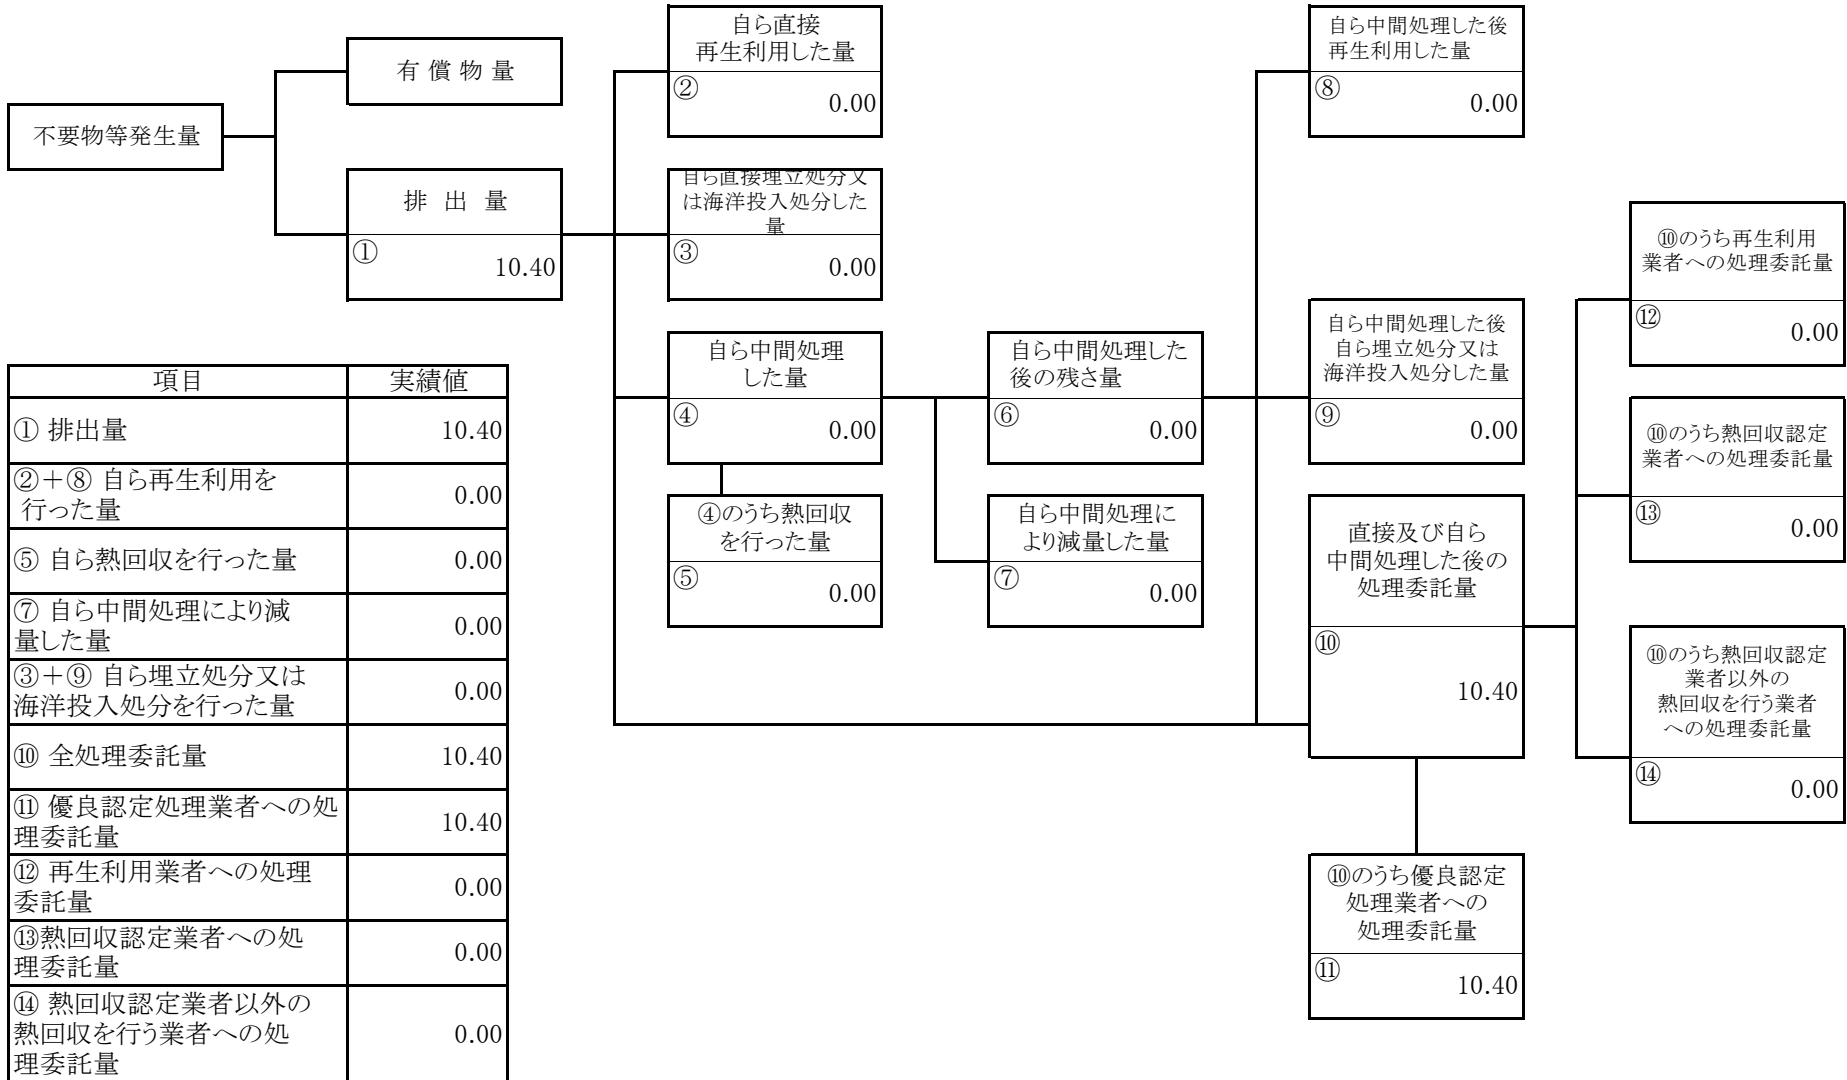 不要物等発生量
有償物量
排出量
①
10.40
自ら直接
再生利用した量
②
0.00
自ら直接埋立処分又
は海洋投入処分した
量
③
0.00
自ら中間処理
した量
④
0.00
④のうち熱回収
を行った量
⑤
0.00
自ら中間処理した
後の残さ量
⑥
0.00
自ら中間処理に
より減量した量
⑦
0.00
自ら中間処理した後
再生利用した量
⑧
0.00
自ら中間処理した後
自ら埋立処分又は
海洋投入処分した量
⑨
0.00
直接及び自ら
中間処理した後の
処理委託量
⑩
10.40
⑩のうち優良認定
処理業者への
処理委託量
⑪
10.40
⑩のうち再生利用
業者への処理委託量
⑫
0.00
⑩のうち熱回収認定
業者への処理委託量
⑬
0.00
⑩のうち熱回収認定
業者以外の
熱回収を行う業者
への処理委託量
⑭
0.00
項目 実績値
① 排出量 10.40
②+⑧ 自ら再生利用を
行った量 0.00
⑤ 自ら熱回収を行った量 0.00
⑦ 自ら中間処理により減
量した量 0.00
③+⑨ 自ら埋立処分又は
海洋投入処分を行った量 0.00
⑩ 全処理委託量 10.40
⑪ 優良認定処理業者への処
理委託量 10.40
⑫ 再生利用業者への処理
委託量 0.00
⑬熱回収認定業者への処
理委託量 0.00
⑭ 熱回収認定業者以外の
熱回収を行う業者への処
理委託量 0.00